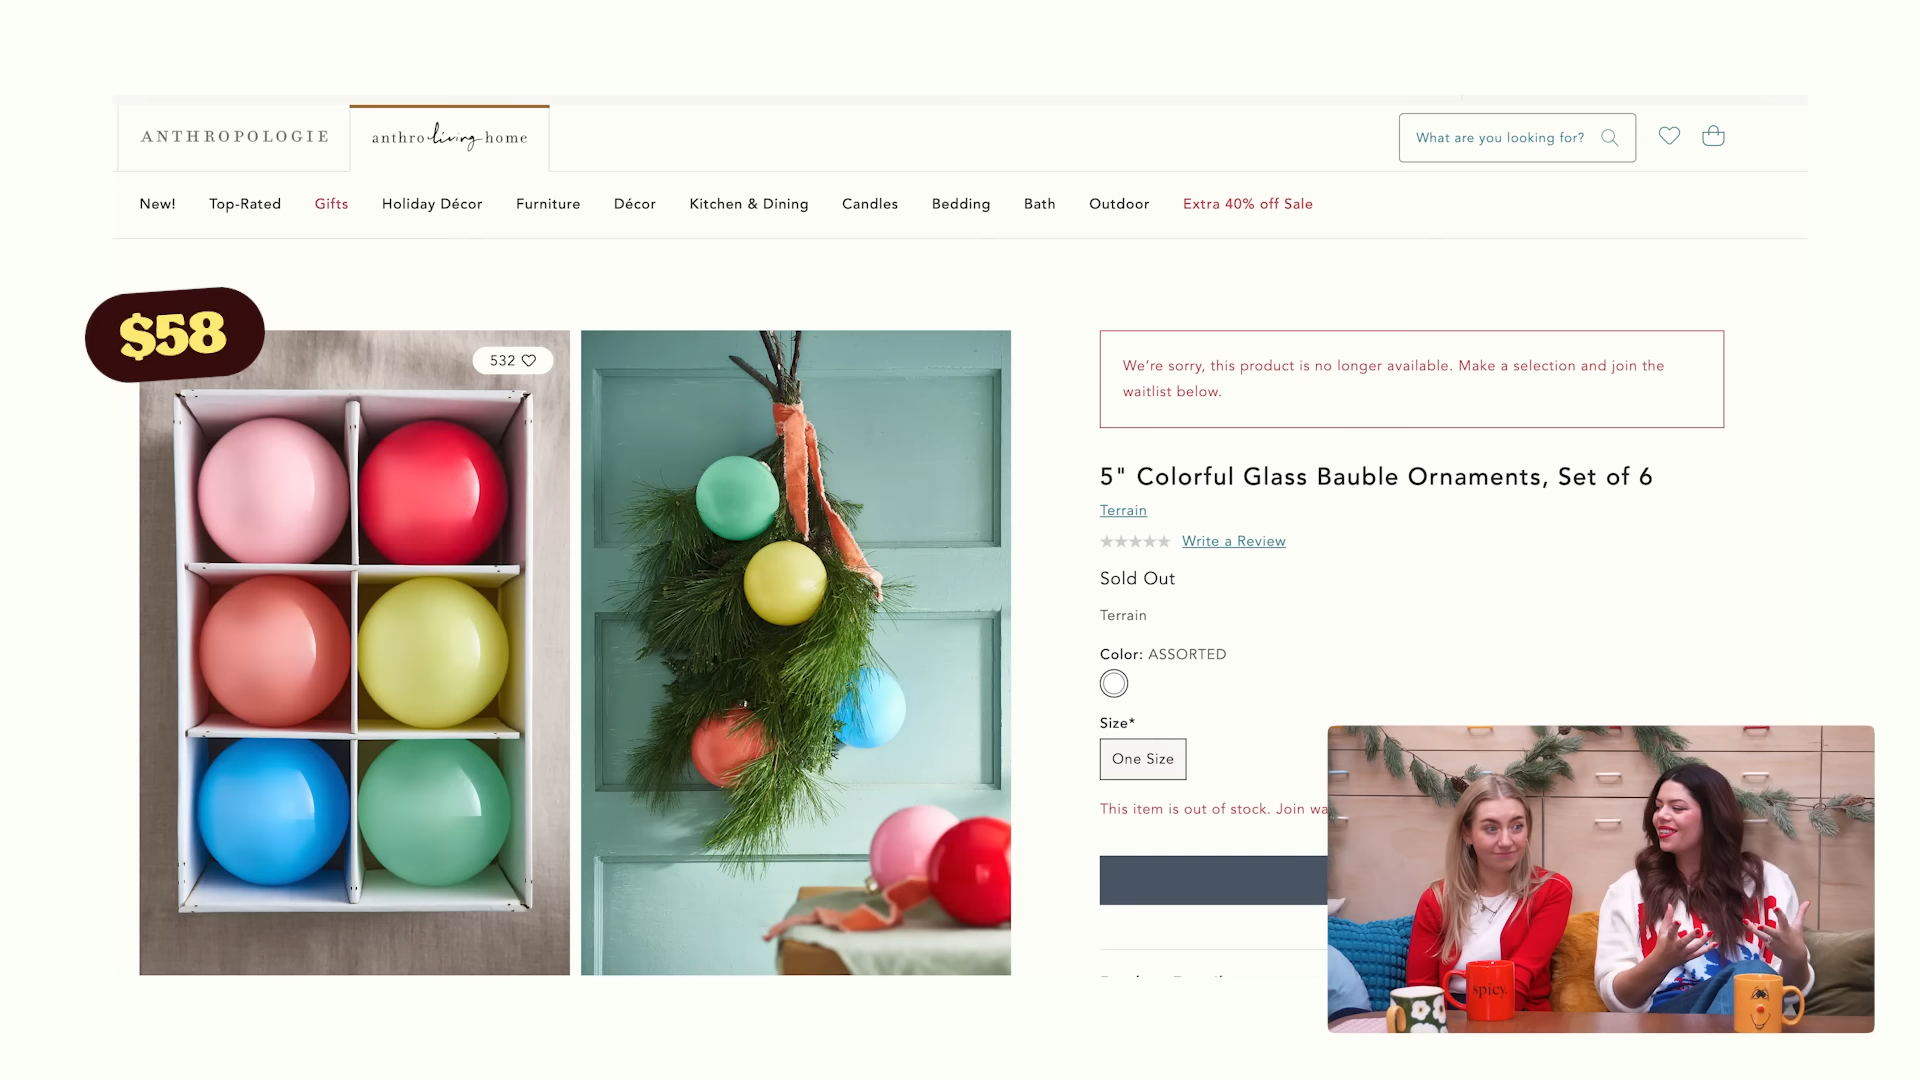 ANTHROPOLOGIE
anthro living home
What are you looking for?
New! Top-Rated Gifts Holiday Décor Furniture Décor Kitchen & Dining Candles Bedding Bath Outdoor Extra 40% off Sale
$58
532
We're sorry, this product is no longer available. Make a selection and join the
waitlist below.
5" Colorful Glass Bauble Ornaments, Set of 6
Terrain
Write a Review
Sold Out
Terrain
Color: ASSORTED
Size*
One Size
This item is out of stock. Join
spicy.